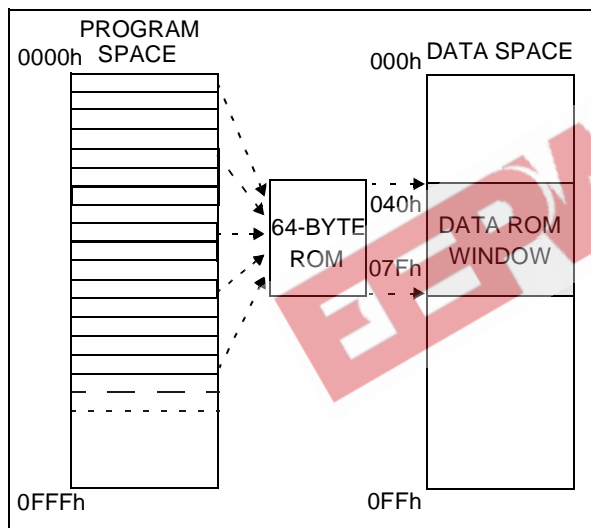 PROGRAM
SPACE
0000h
000h
DATA SPACE
040h
64-BYTE
ROM
07Fh
DATA ROM
WINDOW
0FFFh
0FFh